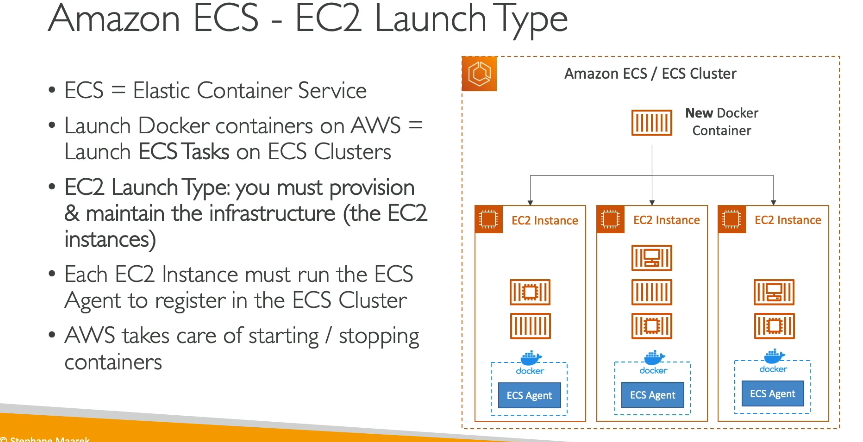 Amazon ECS - EC2 Launch Type
• ECS = Elastic Container Service
• Launch Docker containers on AWS =
Launch ECS Tasks on ECS Clusters
• EC2 Launch Type: you must provision
& maintain the infrastructure (the EC2
instances)
• Each EC2 Instance must run the ECS
Agent to register in the ECS Cluster
• AWS takes care of starting / stopping
containers
Amazon ECS / ECS Cluster
New Docker
Container
EC2 Instance
EC2 Instance
EC2 Instance
docker
docker
docker
ECS Agent
ECS Agent
ECS Agent
© Stephane Maarek